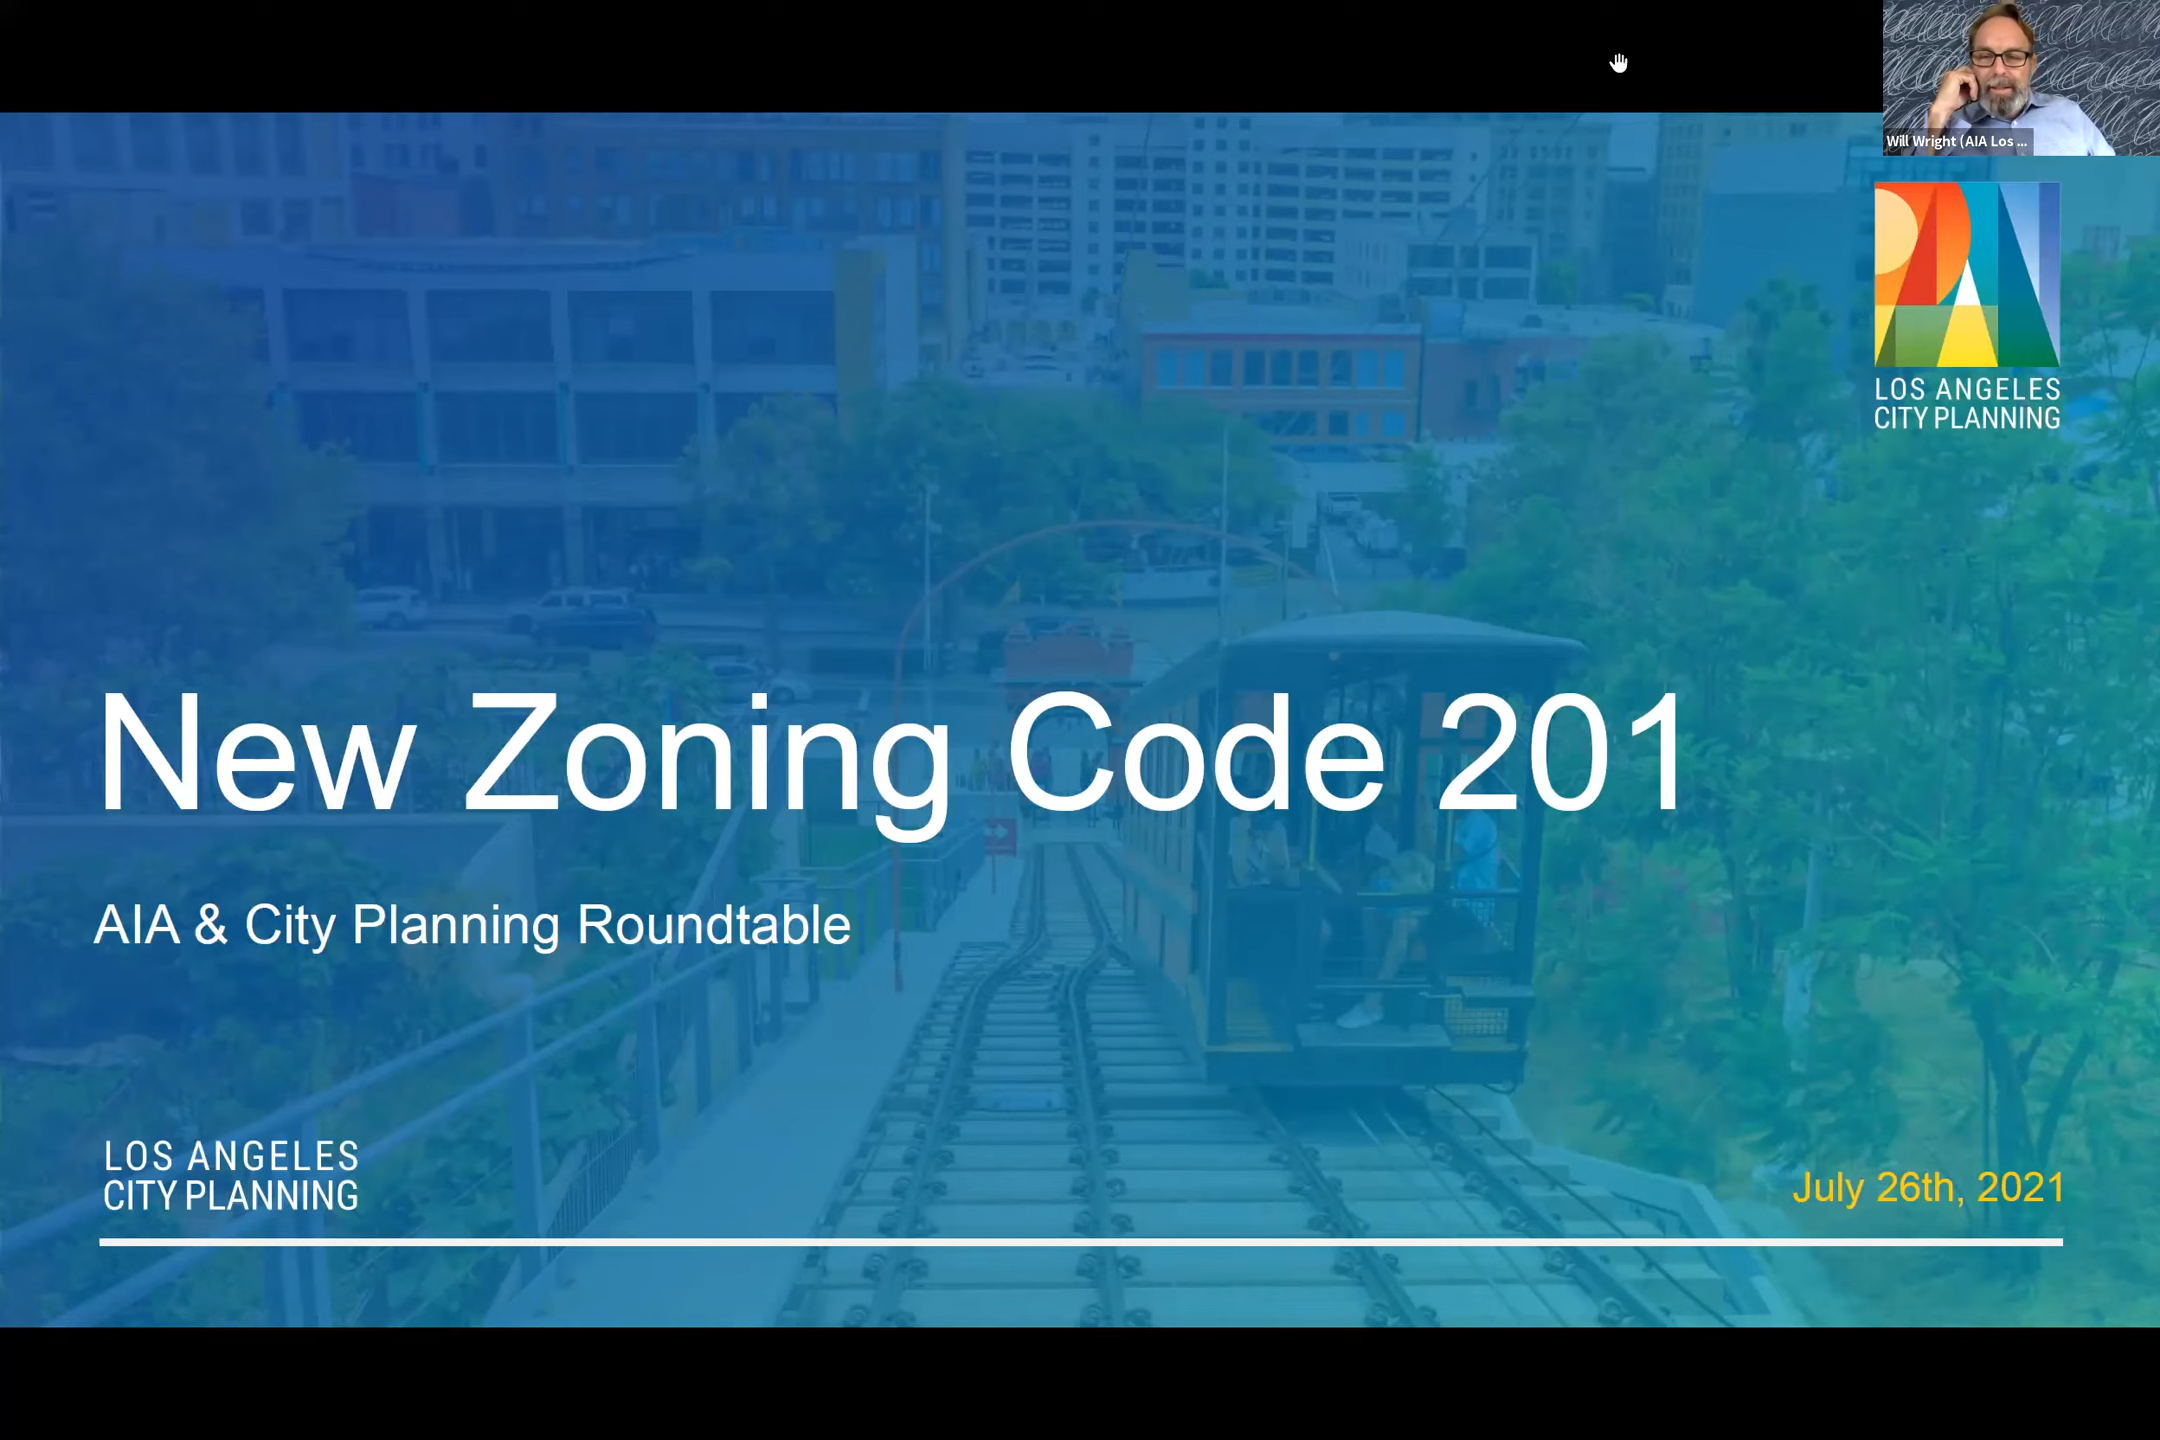 Will Wright (AIA Los ...
LOS ANGELES
CITY PLANNING
New Zoning Code 201
AIA & City Planning Roundtable
LOS ANGELES
CITY PLANNING
July 26th, 2021